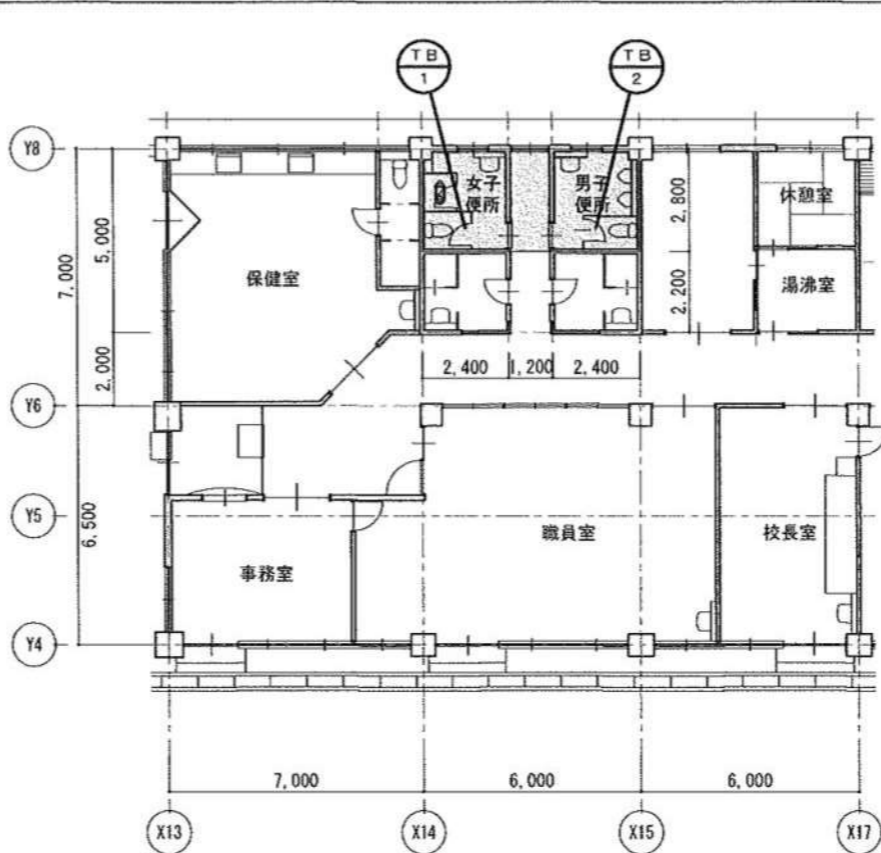 TB
1
TB
2
Y8
Y6
Y5
Y4
7,000
5,000
2,000
6,500
保健室
女子
便所
男子
便所
2,800
2,200
休憩室
湯沸室
2,400
1,200
2,400
事務室
職員室
校長室
7,000
6,000
6,000
X13
X14
X15
X17